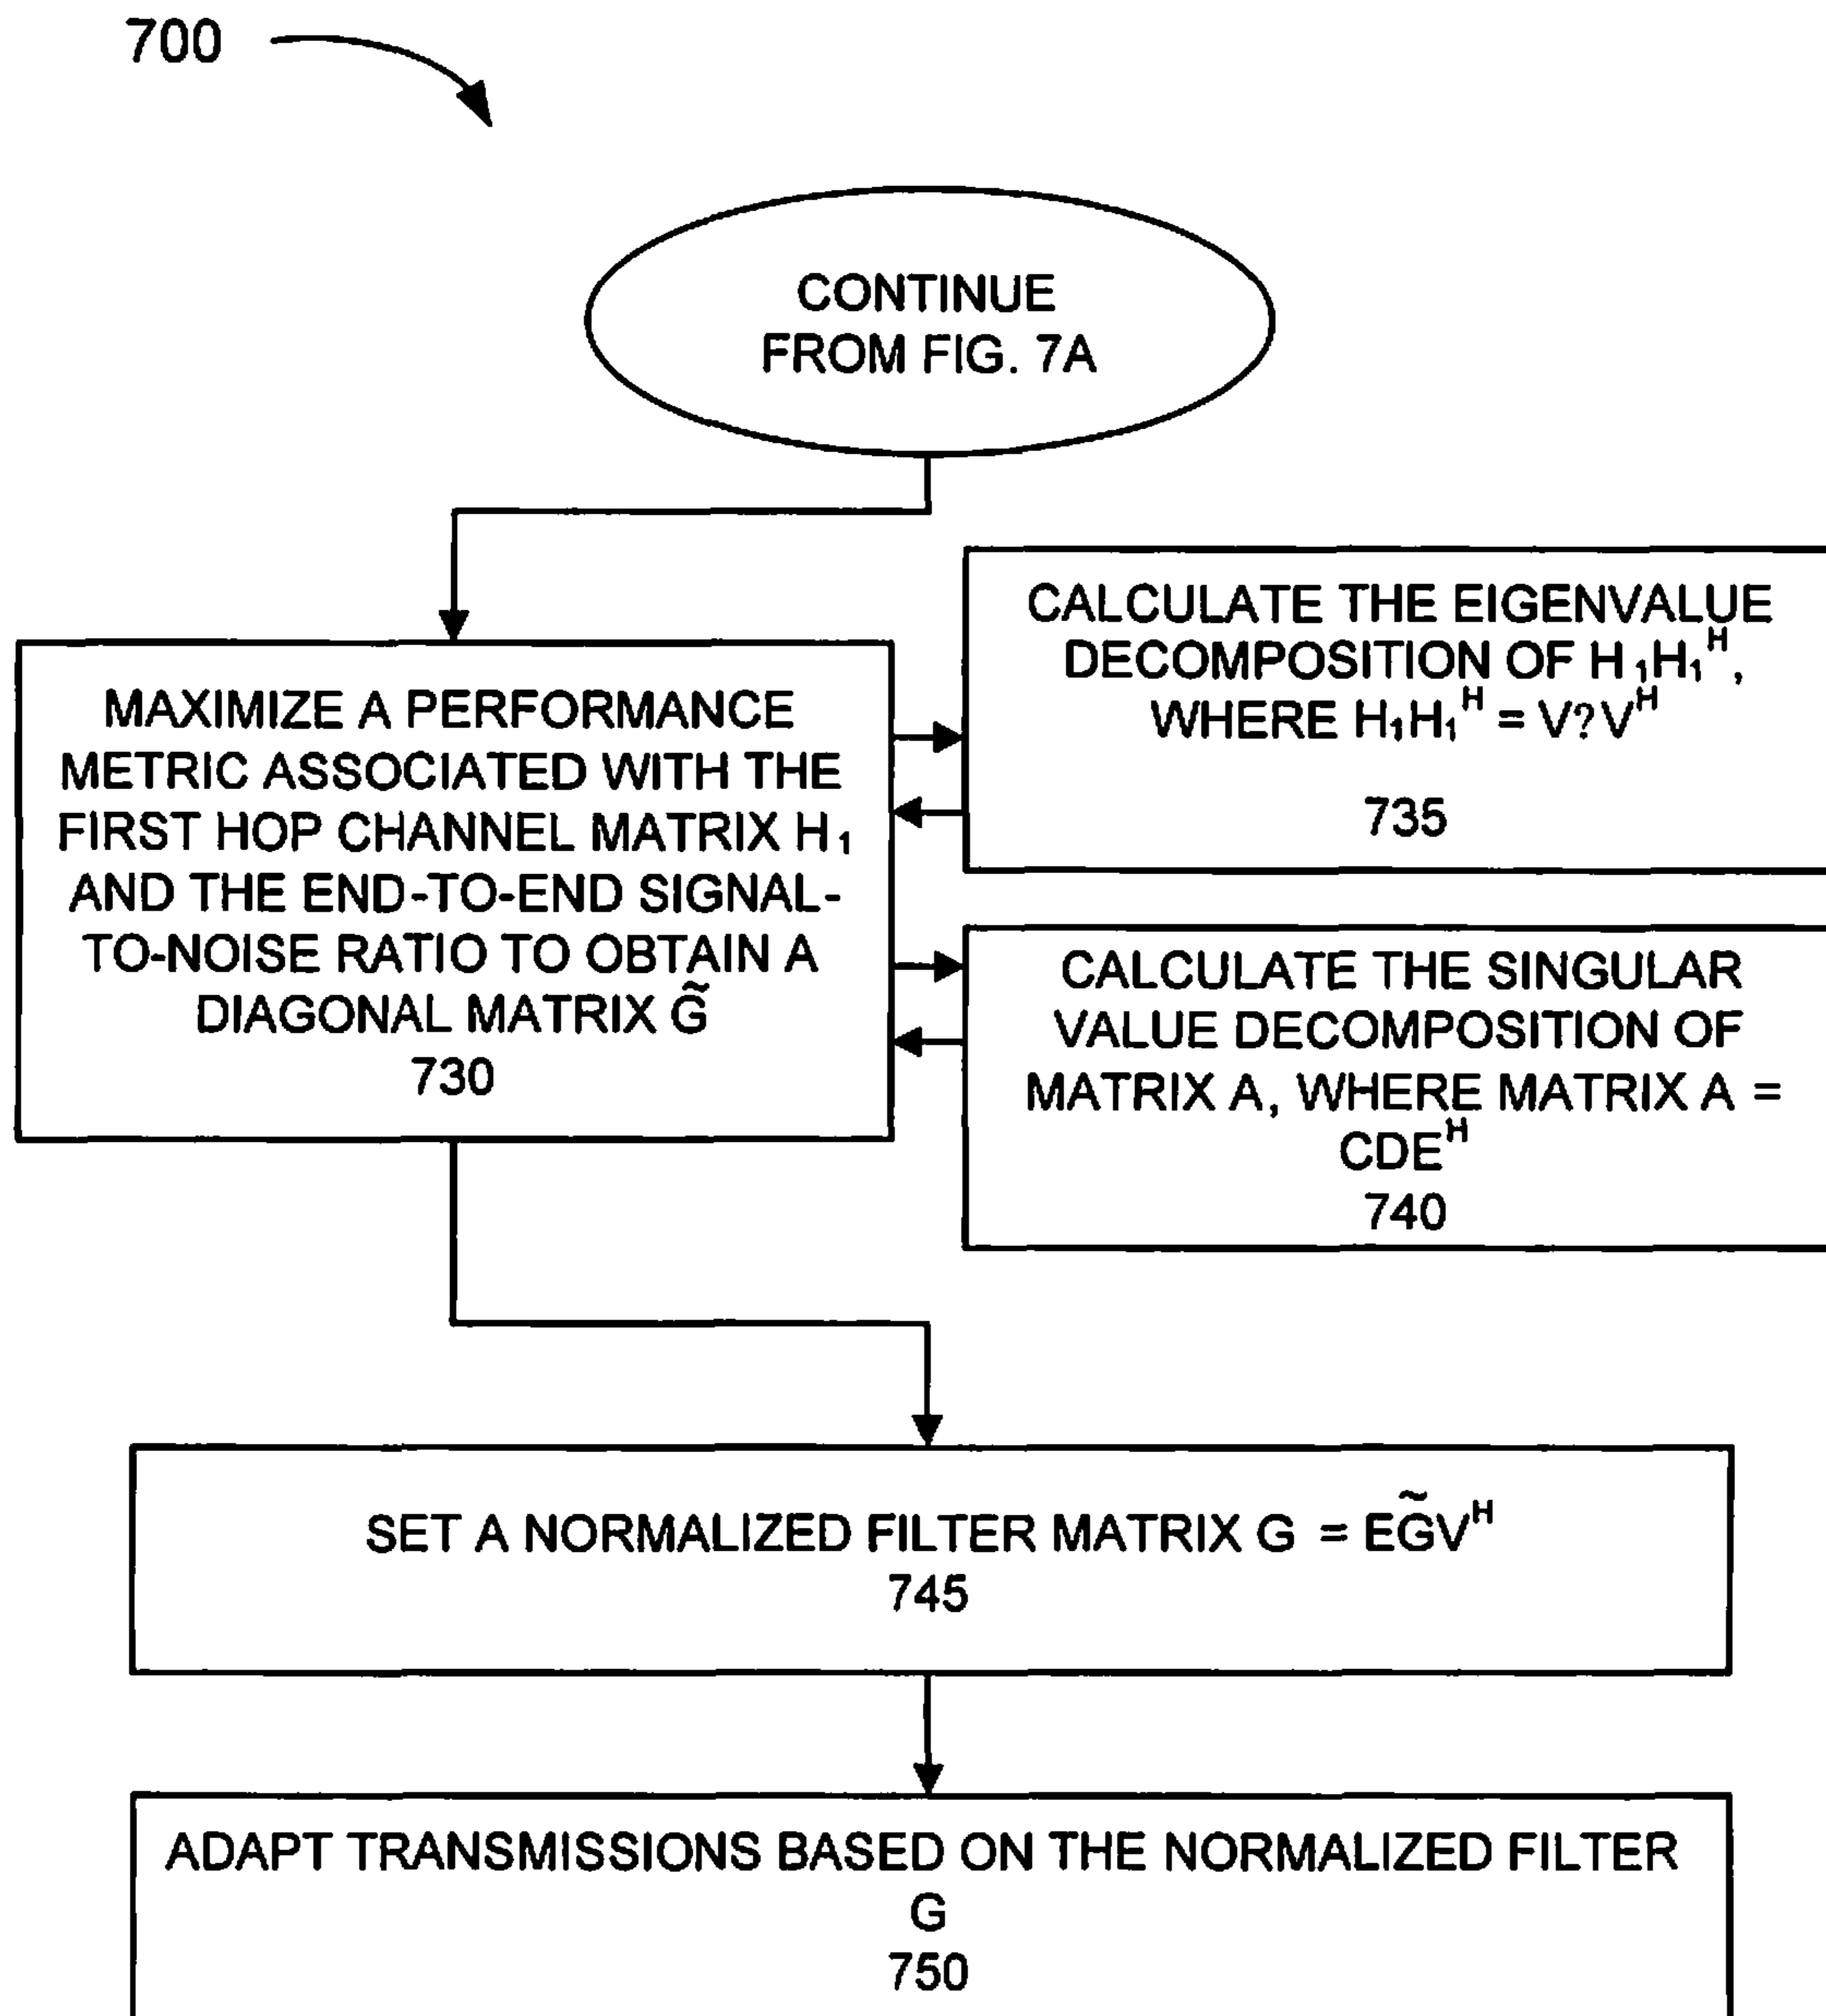 700
CONTINUE
FROM FIG. 7A
MAXIMIZE A PERFORMANCE
METRIC ASSOCIATED WITH THE
FIRST HOP CHANNEL MATRIX H₁
AND THE END-TO-END SIGNAL-
TO-NOISE RATIO TO OBTAIN A
DIAGONAL MATRIX G̃
730
CALCULATE THE EIGENVALUE
DECOMPOSITION OF H₁H₁ᴴ,
WHERE H₁H₁ᴴ = V?Vᴴ
735
CALCULATE THE SINGULAR
VALUE DECOMPOSITION OF
MATRIX A, WHERE MATRIX A =
CDEᴴ
740
SET A NORMALIZED FILTER MATRIX G = EG̃Vᴴ
745
ADAPT TRANSMISSIONS BASED ON THE NORMALIZED FILTER
G
750